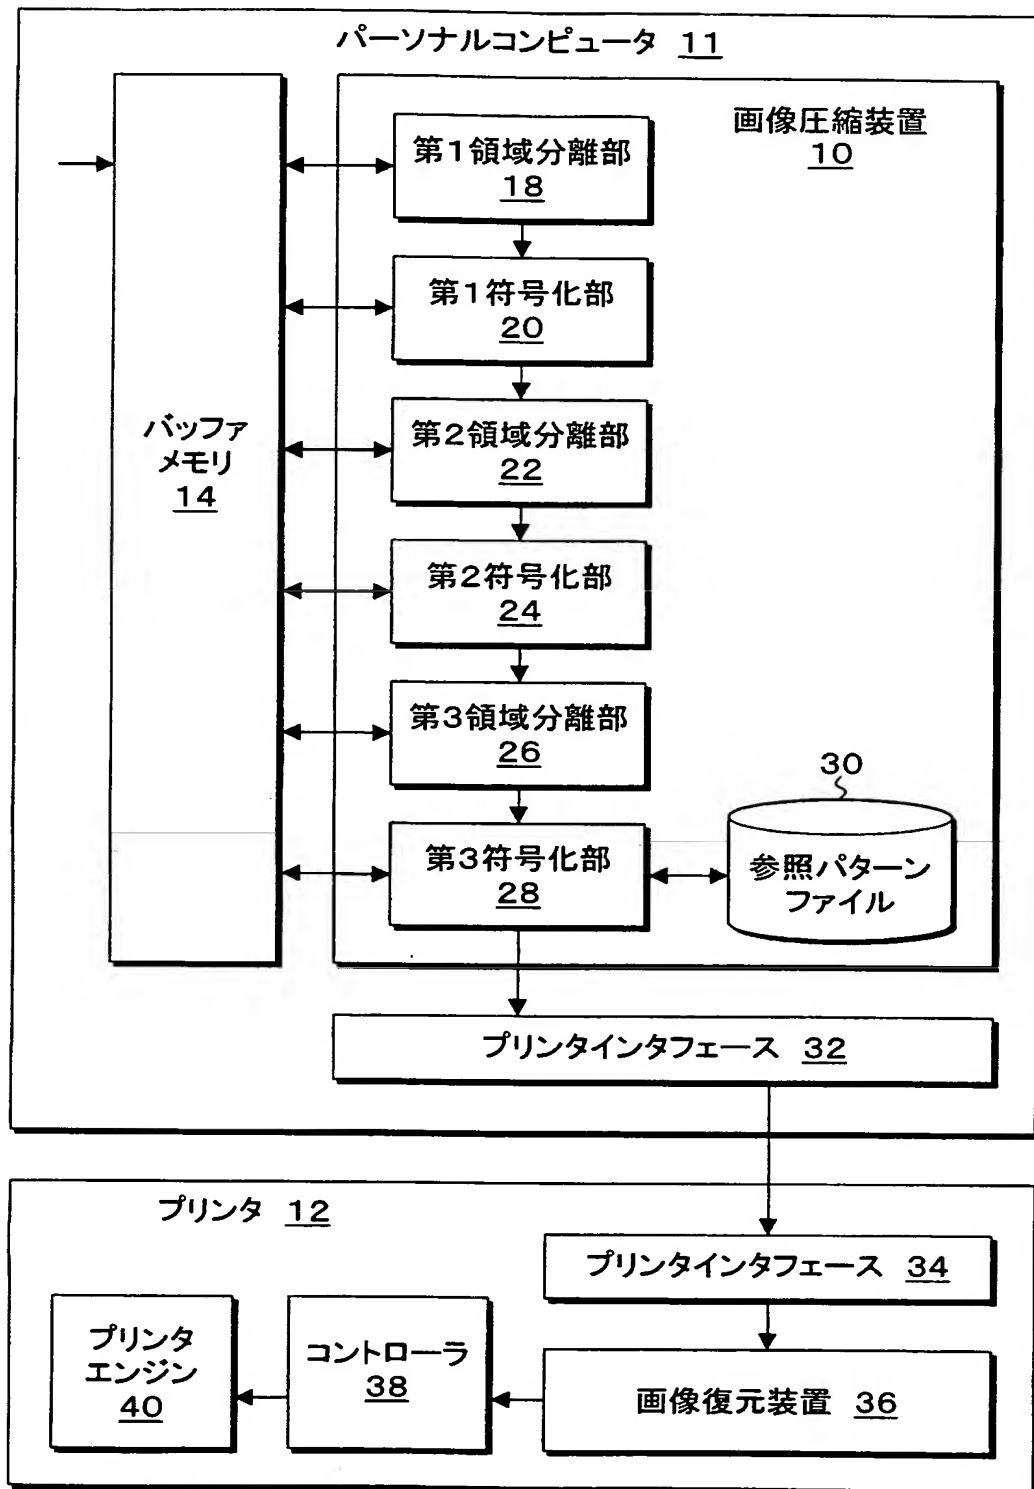 パーソナルコンピュータ 11
画像圧縮装置
10
第1領域分離部
18
第1符号化部
20
バッファ
メモリ
14
第2領域分離部
22
第2符号化部
24
第3領域分離部
26
30
第3符号化部
28
参照パターン
ファイル
プリンタインタフェース 32
プリンタ 12
プリンタインタフェース 34
プリンタ
エンジン
40
コントローラ
38
画像復元装置 36